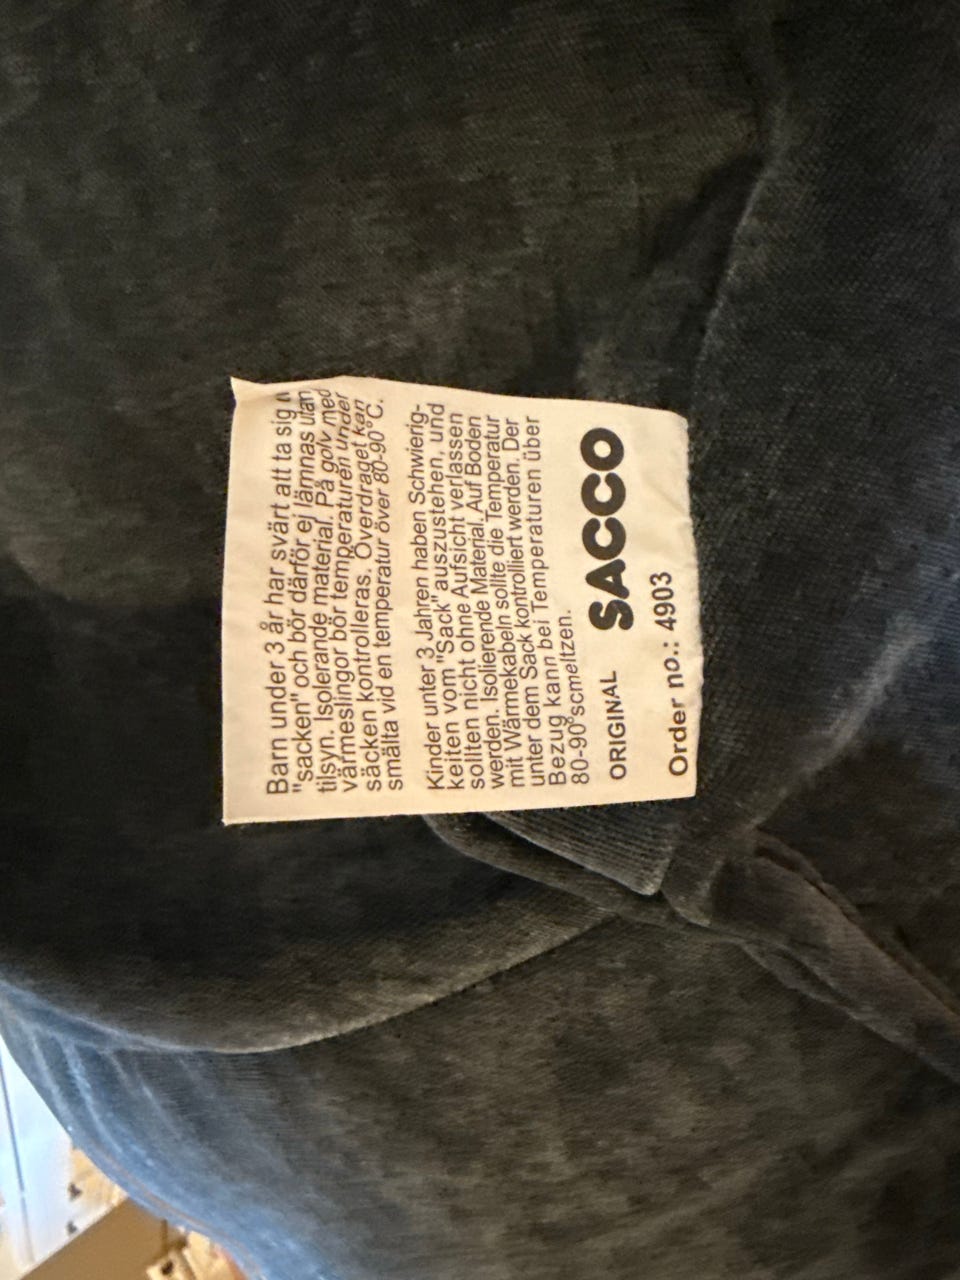 Barn under 3 år har svårt att ta sig
"sacken" och bör därför ej lämnas utan
tilsyn. Isolerande material. På golv med
värmeslingor bör temperaturen under
säcken kontrolleras. Överdraget kan
smälta vid en temperatur över 80-90°C.
Kinder unter 3 Jahren haben Schwierig-
keiten vom "Sack" auszustehen, und
sollten nicht ohne Aufsicht verlassen
werden. Isolierende Material. Auf Boden
mit Wärmekabeln sollte die Temperatur
unter dem Sack kontrolliert werden. Der
Bezug kann bei Temperaturen über
80-90°scmeltzen.
ORIGINAL SACCO
Order no.: 4903